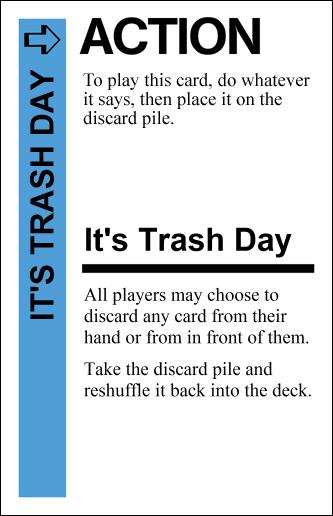 ACTION
To play this card, do whatever
it says, then place it on the
discard pile.
IT'S TRASH DAY
It's Trash Day
All players may choose to
discard any card from their
hand or from in front of them.
Take the discard pile and
reshuffle it back into the deck.